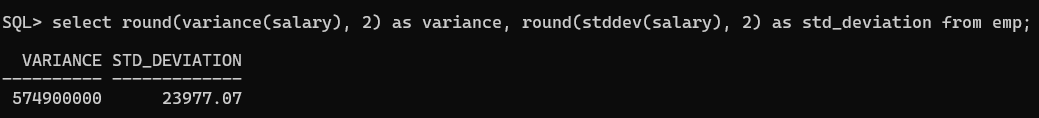 SQL> select round(variance(salary), 2) as variance, round(stddev(salary), 2) as std_deviation from emp;
VARIANCE STD_DEVIATION
---------- -------------
574900000 23977.07